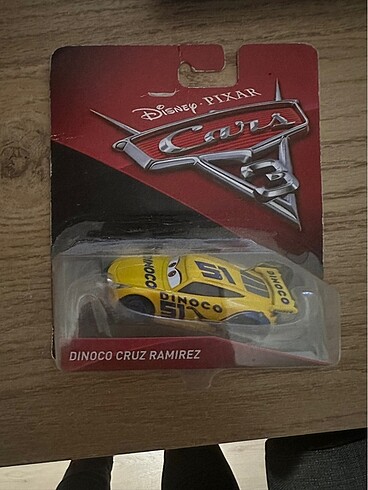 Disney · PIXAR
Cars
3
DINOCO
51
DINOCO
51
DINOCO
DINOCO CRUZ RAMIREZ